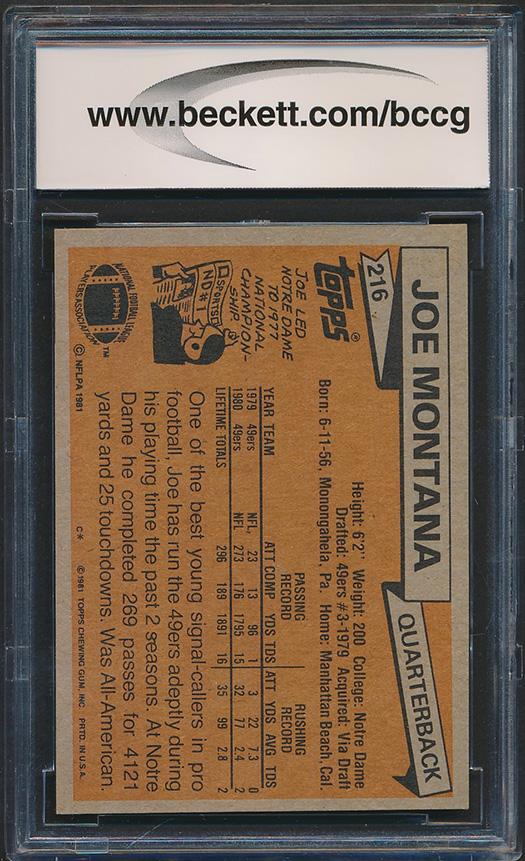 www.beckett.com/bccg
216
JOE MONTANA
QUARTERBACK
topps®
Height: 6'2" Weight: 200 College: Notre Dame
Drafted: 49ers #3-1979 Acquired: Via Draft
Born: 6-11-56, Monongahela, Pa Home: Manhattan Beach, Cal.
JOE LED
NOTRE DAME
TO 1977
NATIONAL
CHAMPION-
SHIP
SPORTS
ND #1
PASSING RECORD RUSHING RECORD
YEAR TEAM ATT COMP YDS TDS ATT YDS AVG TDS
1979 49ers NFL, 23 13 96 1 3 22 7.3 0
1980 49ers NFL 273 176 1795 15 32 77 2.4 2
LIFETIME TOTALS 296 189 1891 16 35 99 2.8 2
One of the best young signal-callers in pro
football, Joe has run the 49ers adeptly during
his playing time the past 2 seasons. At Notre
Dame he completed 269 passes for 4121
yards and 25 touchdowns. Was All-American.
NATIONAL FOOTBALL LEAGUE
PLAYERS ASSOCIATION
™
© NFLPA 1981
C* ©1981 TOPPS CHEWING GUM, INC. PRTD. IN U.S.A.